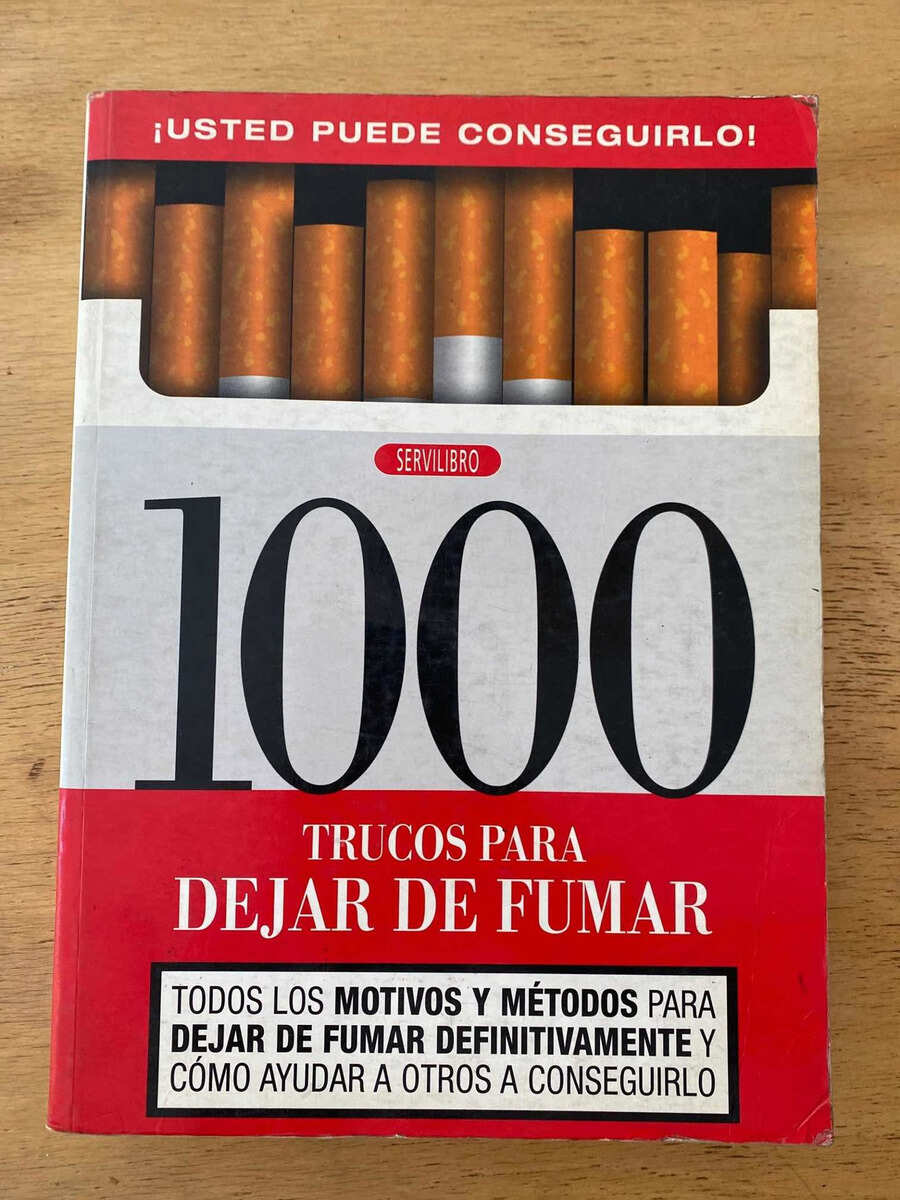 ¡USTED PUEDE CONSEGUIRLO!
SERVILIBRO
1000
TRUCOS PARA
DEJAR DE FUMAR
TODOS LOS MOTIVOS Y MÉTODOS PARA
DEJAR DE FUMAR DEFINITIVAMENTE Y
CÓMO AYUDAR A OTROS A CONSEGUIRLO